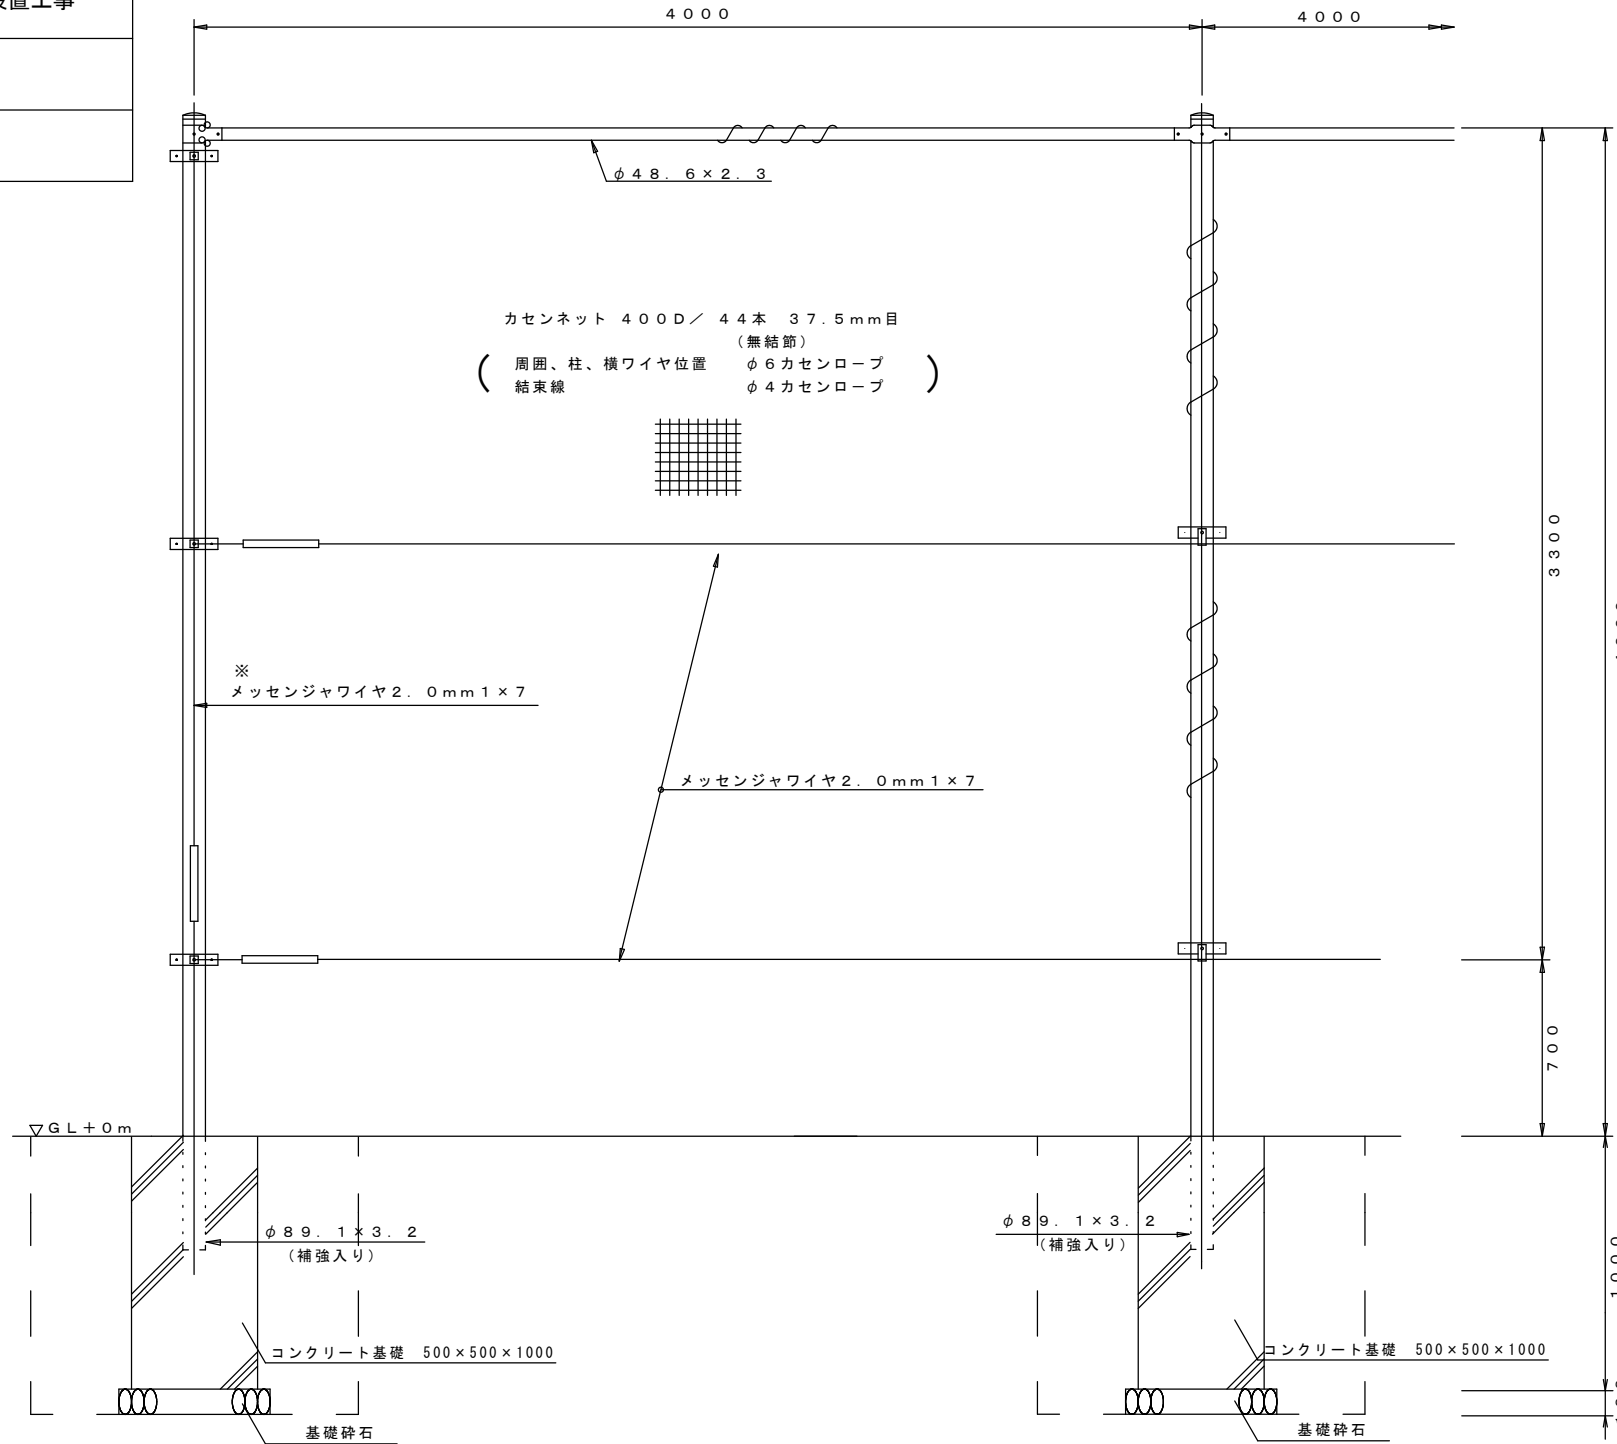 設置工事
4000
4000
φ48.6×2.3
カセンネット 400D/ 44本 37.5mm目
(無結節)
( 周囲、柱、横ワイヤ位置 φ6カセンロープ )
結束線 φ4カセンロープ
3300
※
メッセンジャワイヤ2.0mm1×7
メッセンジャワイヤ2.0mm1×7
700
▽GL+0m
φ89.1×3.2
(補強入り)
φ89.1×3.2
(補強入り)
1000
コンクリート基礎 500×500×1000
コンクリート基礎 500×500×1000
基礎砕石
基礎砕石